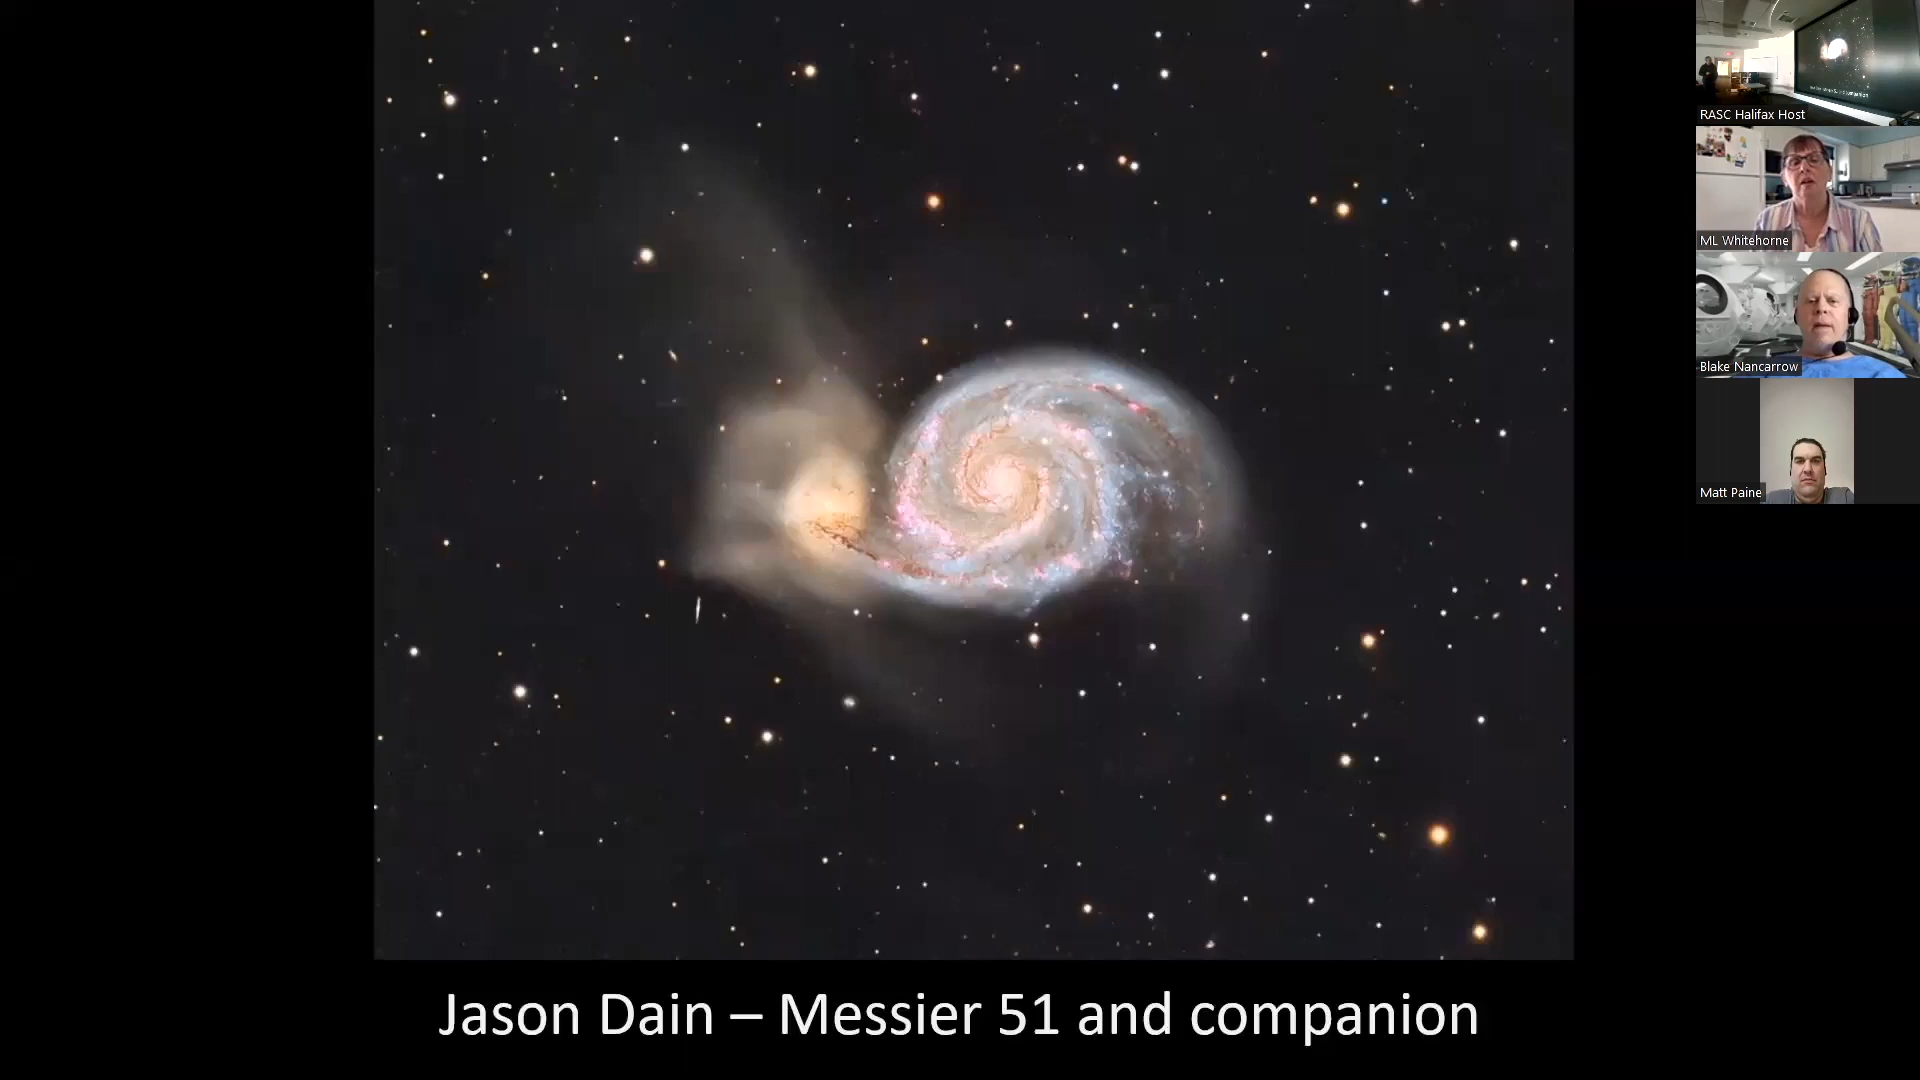 RASC Halifax Host
ML Whitehorne
Blake Nancarrow
Matt Paine
Jason Dain – Messier 51 and companion